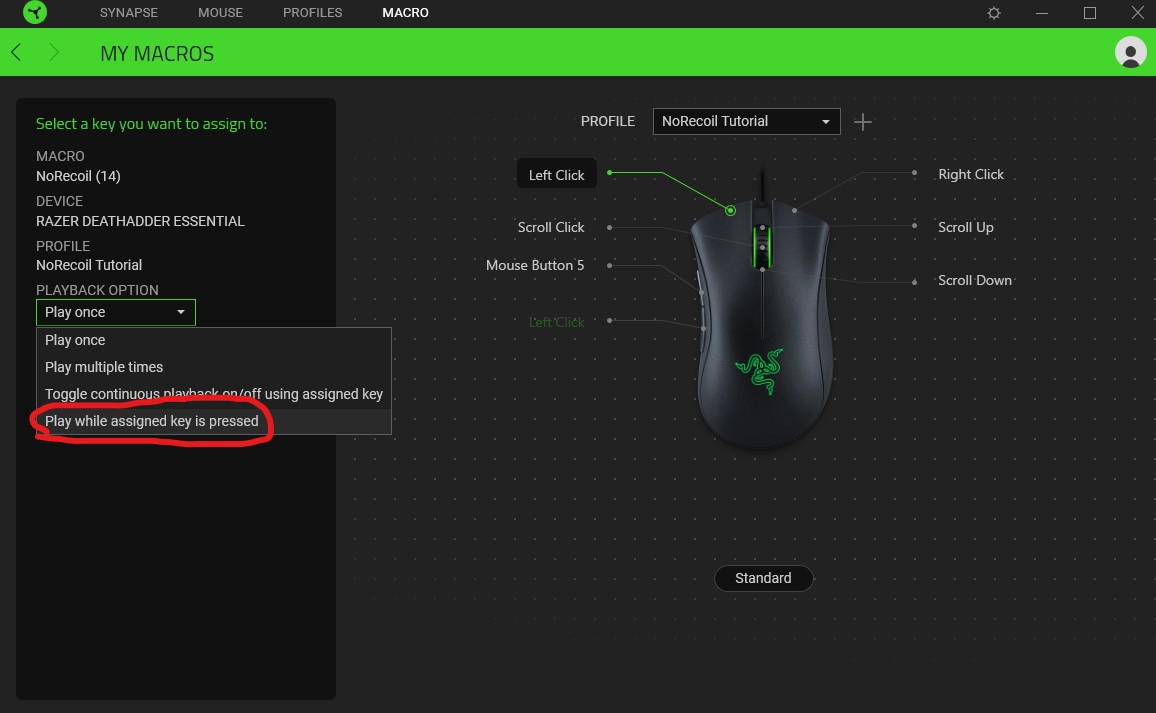 SYNAPSE MOUSE PROFILES MACRO
MY MACROS
Select a key you want to assign to:
MACRO
NoRecoil (14)
DEVICE
RAZER DEATHADDER ESSENTIAL
PROFILE
NoRecoil Tutorial
PLAYBACK OPTION
Play once
Play once
Play multiple times
Toggle continuous playback on/off using assigned key
Play while assigned key is pressed
PROFILE NoRecoil Tutorial
Left Click
Right Click
Scroll Click
Scroll Up
Mouse Button 5
Scroll Down
Left Click
Standard